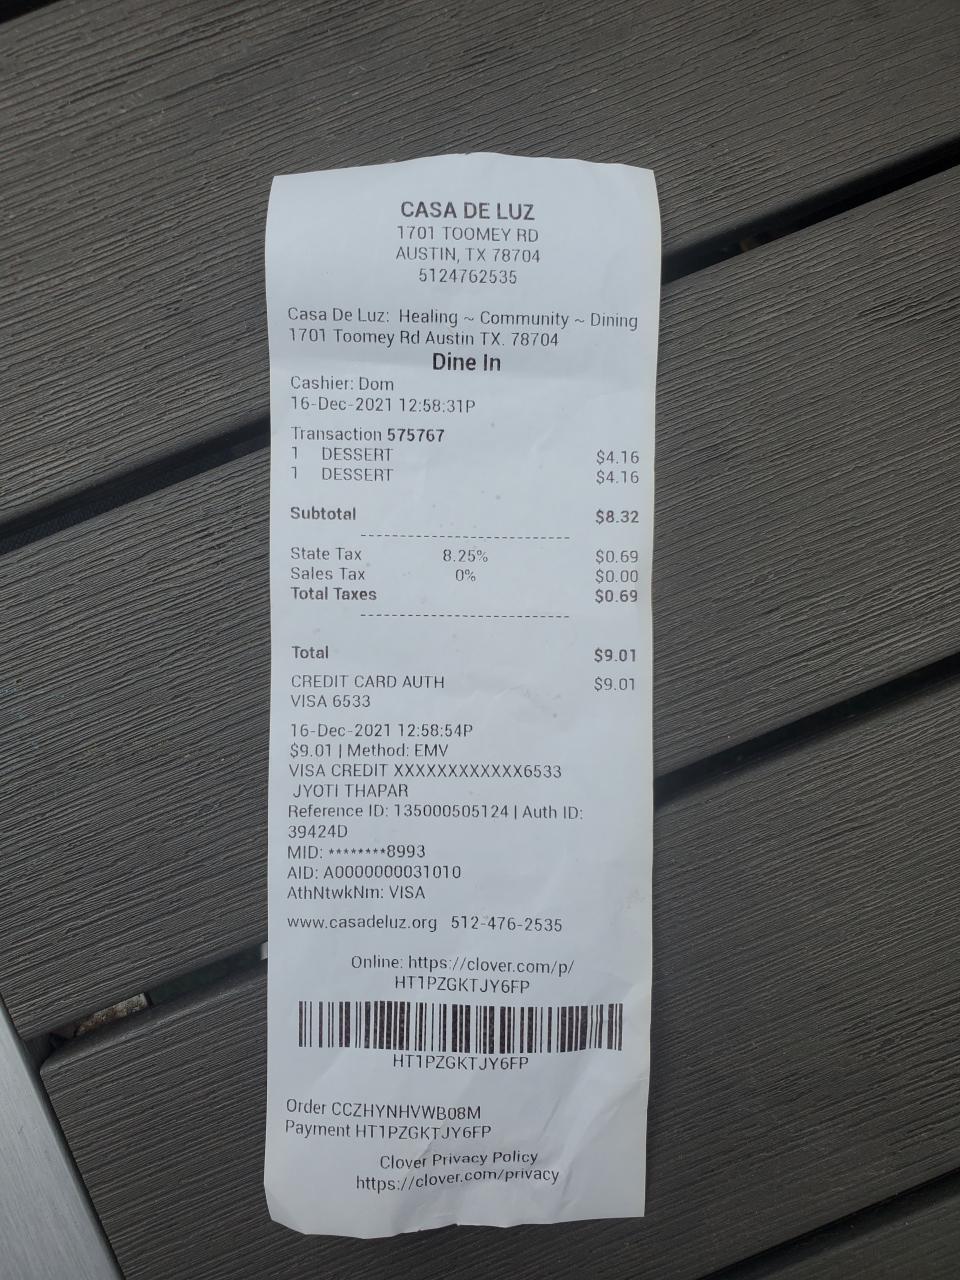 CASA DE LUZ
1701 TOOMEY RD
AUSTIN, TX 78704
5124762535
Casa De Luz: Healing ~ Community ~ Dining
1701 Toomey Rd Austin TX. 78704
Dine In
Cashier: Dom
16-Dec-2021 12:58:31P
Transaction 575767
1 DESSERT $4.16
1 DESSERT $4.16
Subtotal $8.32
------------------------------
State Tax 8.25% $0.69
Sales Tax 0% $0.00
Total Taxes $0.69
------------------------------
Total $9.01
CREDIT CARD AUTH $9.01
VISA 6533
16-Dec-2021 12:58:54P
$9.01 | Method: EMV
VISA CREDIT XXXXXXXXXXXX6533
JYOTI THAPAR
Reference ID: 135000505124 | Auth ID:
39424D
MID: ********8993
AID: A0000000031010
AthNtwkNm: VISA
www.casadeluz.org 512-476-2535
Online: https://clover.com/p/
HT1PZGKTJY6FP
HT1PZGKTJY6FP
Order CCZHYNHVWB08M
Payment HT1PZGKTJY6FP
Clover Privacy Policy
https://clover.com/privacy